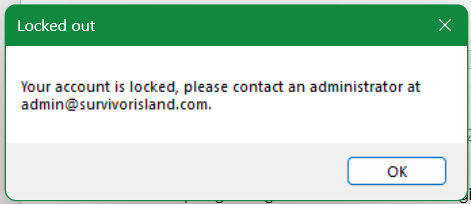 Locked out
Your account is locked, please contact an administrator at
admin@survivorisland.com.
OK